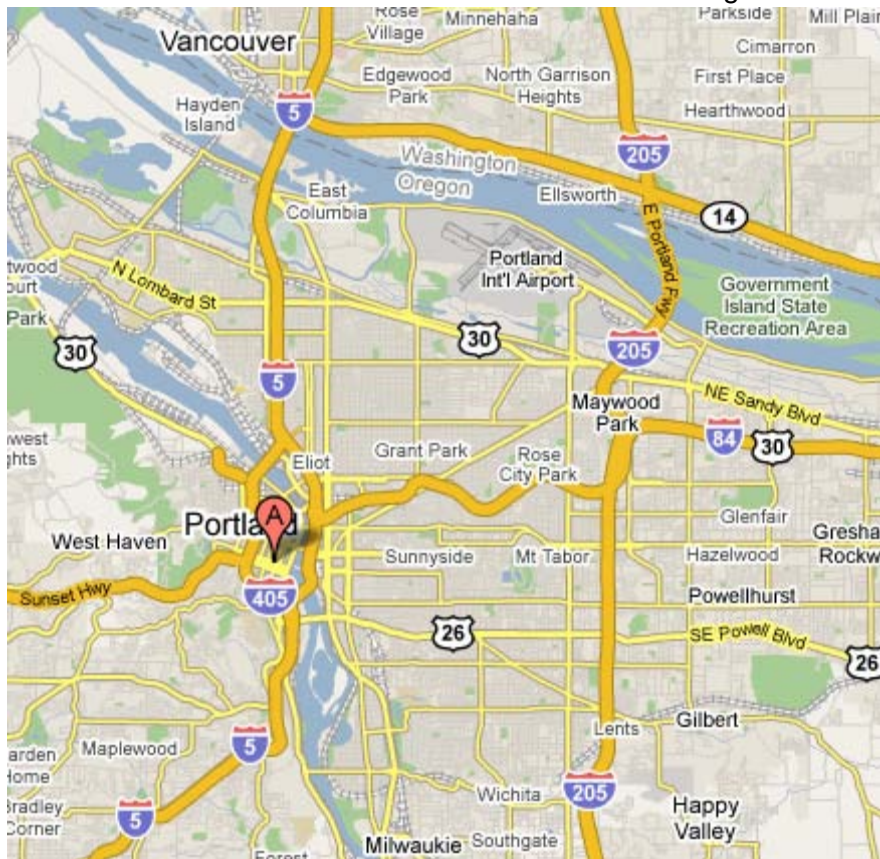 Rose
Village
Minnehaha
Parkside
Mill Plain
Vancouver
Cimarron
Edgewood
Park
North Garrison
Heights
First Place
Hayden
Island
5
Hearthwood
Washington
Oregon
205
East
Columbia
Ellsworth
14
E Portland Fwy
Portland
Int'l Airport
N Lombard St
Government
Island State
Recreation Area
Park
30
30
205
5
NE Sandy Blvd
Maywood
Park
84
30
Grant Park
Rose
City Park
Eliot
A
Portland
Glenfair
West Haven
Sunnyside
Mt Tabor
Hazelwood
Sunset Hwy
405
Powellhurst
26
SE Powell Blvd
26
Gilbert
Lents
5
Maplewood
Home
205
Wichita
5
Bradley
Corner
Happy
Valley
Milwaukie
Southgate
Forest